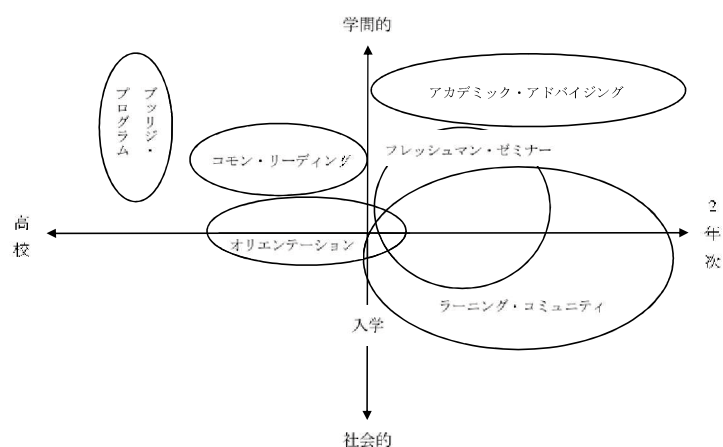 学問的
アカデミック・アドバイジング
ブッリジ・
プログラム
フレッシュマン・ゼミナー
コモン・リーディング
高校
2年次
オリエンテーション
ラーニング・コミュニティ
入学
社会的